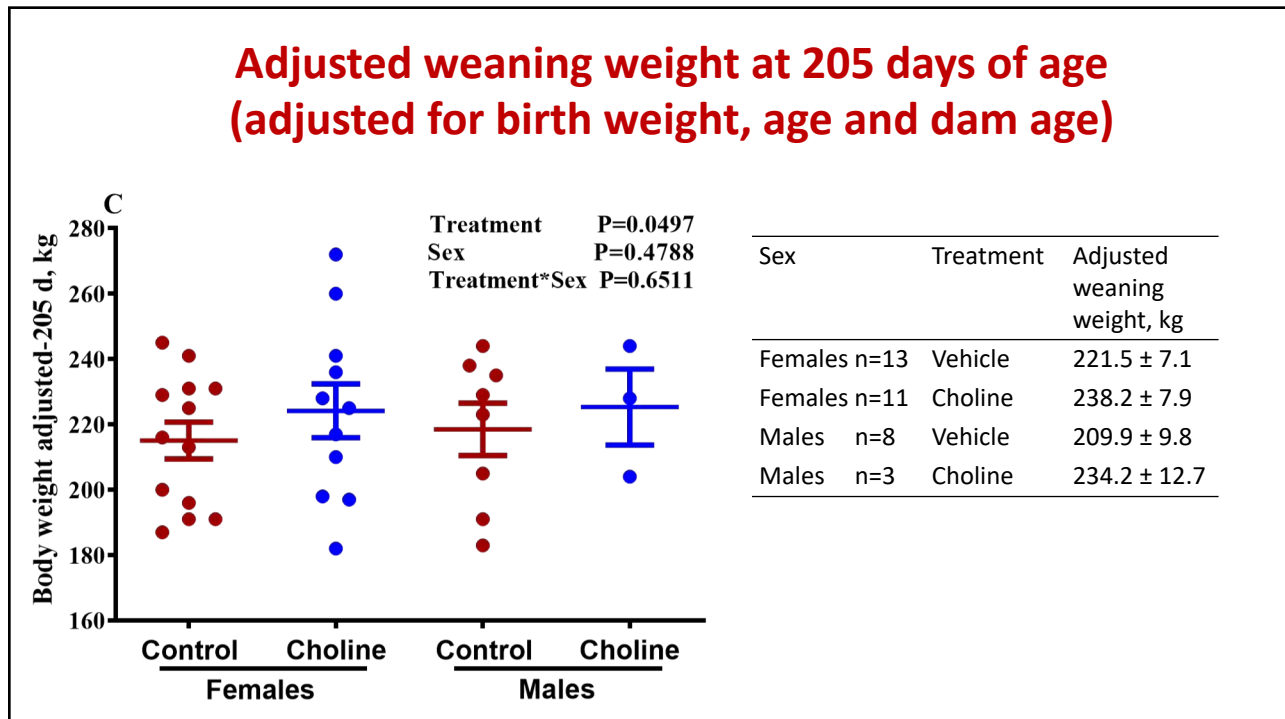 Adjusted weaning weight at 205 days of age
(adjusted for birth weight, age and dam age)
C
Treatment P=0.0497
Sex P=0.4788
Treatment*Sex P=0.6511
Body weight adjusted-205 d, kg
280
260
240
220
200
180
160
Control Choline Control Choline
Females Males
Sex Treatment Adjusted
weaning
weight, kg
Females n=13 Vehicle 221.5 ± 7.1
Females n=11 Choline 238.2 ± 7.9
Males n=8 Vehicle 209.9 ± 9.8
Males n=3 Choline 234.2 ± 12.7